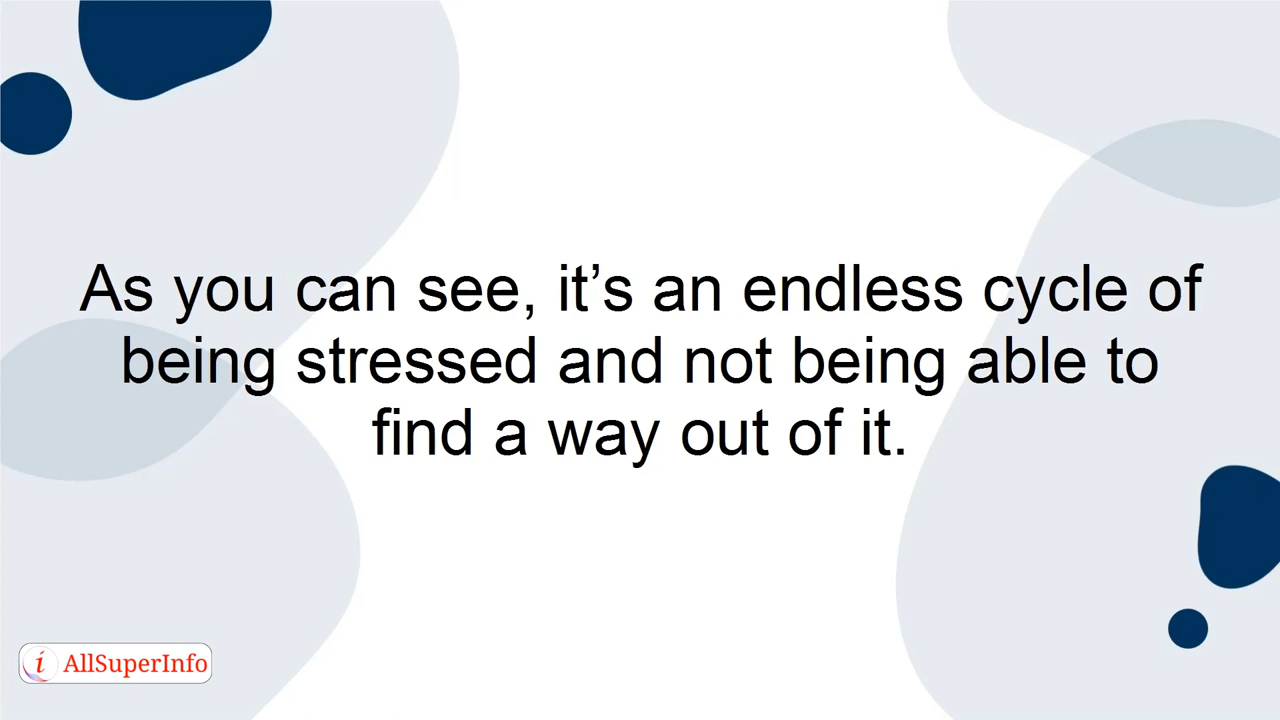 As you can see, it’s an endless cycle of
being stressed and not being able to
find a way out of it.
i AllSuperInfo